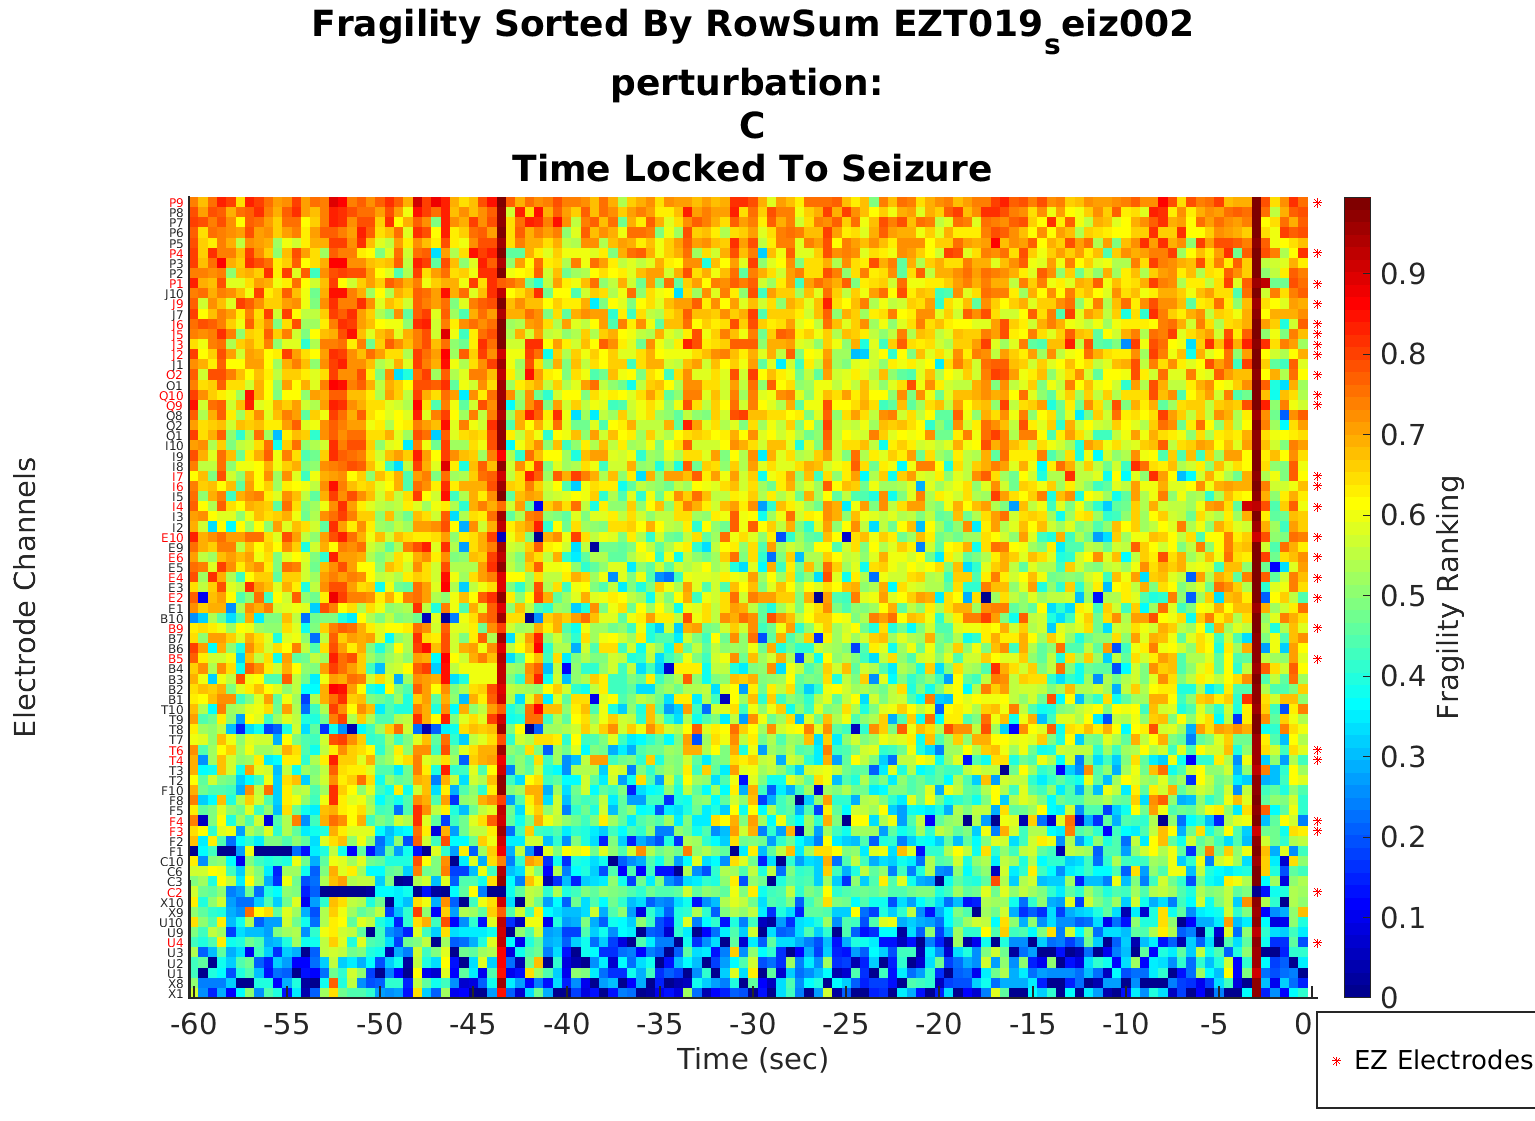 Fragility Sorted By RowSum EZT019seiz002
perturbation:
C
Time Locked To Seizure
Electrode Channels
P9
P8
P7
P6
P5
P4
P3
P2
P1
J10
J9
J7
J6
J5
J3
J2
J1
O2
O1
Q10
Q9
Q8
Q2
Q1
I10
I9
I8
I7
I6
I5
I4
I3
I2
E10
E9
E6
E5
E4
E3
E2
E1
B10
B9
B7
B6
B5
B4
B3
B2
B1
T10
T9
T8
T7
T6
T4
T3
T2
F10
F8
F5
F4
F3
F2
F1
C10
C6
C3
C2
X10
X9
U10
U9
U4
U3
U2
U1
X8
X1
-60 -55 -50 -45 -40 -35 -30 -25 -20 -15 -10 -5 0
Time (sec)
0.9
0.8
0.7
0.6
0.5
0.4
0.3
0.2
0.1
0
Fragility Ranking
EZ Electrodes